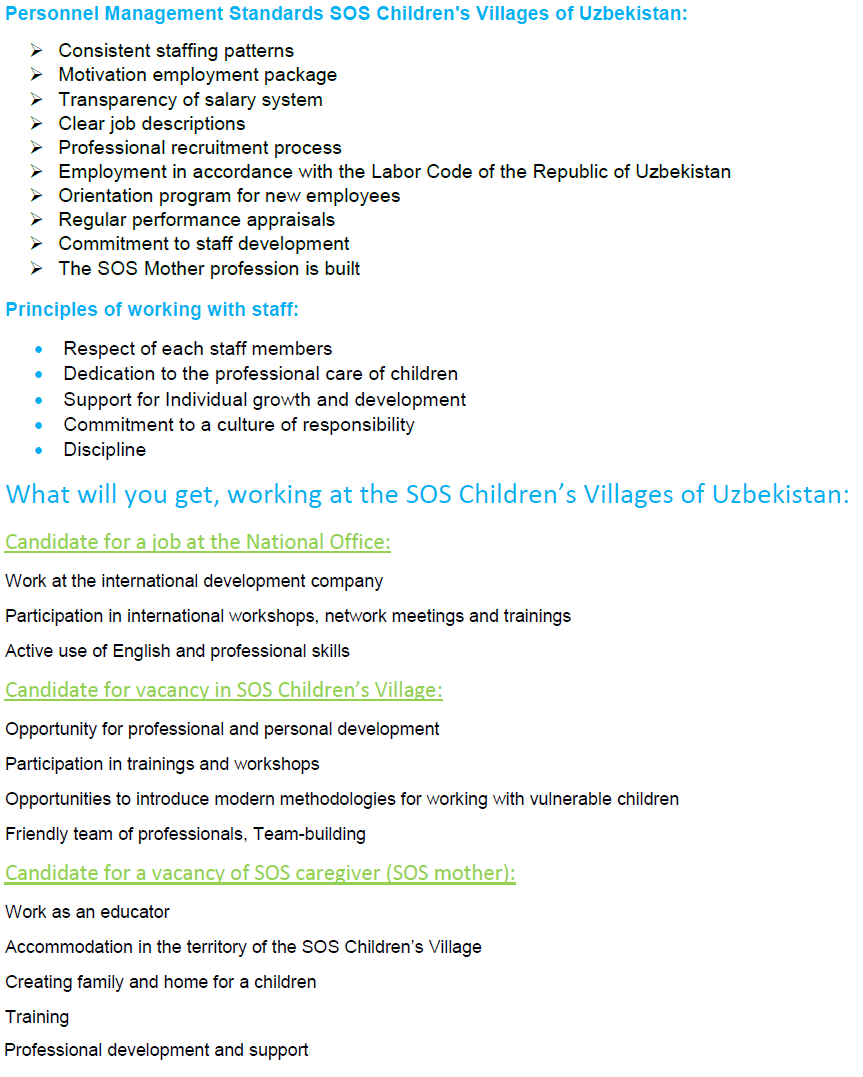 Personnel Management Standards SOS Children's Villages of Uzbekistan:
➢ Consistent staffing patterns
➢ Motivation employment package
➢ Transparency of salary system
➢ Clear job descriptions
➢ Professional recruitment process
➢ Employment in accordance with the Labor Code of the Republic of Uzbekistan
➢ Orientation program for new employees
➢ Regular performance appraisals
➢ Commitment to staff development
➢ The SOS Mother profession is built
Principles of working with staff:
• Respect of each staff members
• Dedication to the professional care of children
• Support for Individual growth and development
• Commitment to a culture of responsibility
• Discipline
What will you get, working at the SOS Children’s Villages of Uzbekistan:
Candidate for a job at the National Office:
Work at the international development company
Participation in international workshops, network meetings and trainings
Active use of English and professional skills
Candidate for vacancy in SOS Children’s Village:
Opportunity for professional and personal development
Participation in trainings and workshops
Opportunities to introduce modern methodologies for working with vulnerable children
Friendly team of professionals, Team-building
Candidate for a vacancy of SOS caregiver (SOS mother):
Work as an educator
Accommodation in the territory of the SOS Children’s Village
Creating family and home for a children
Training
Professional development and support